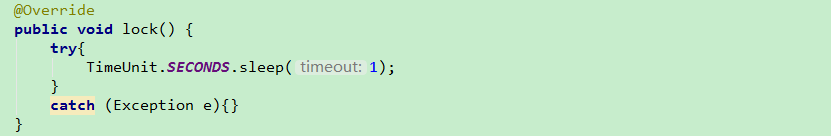 @Override
public void lock() {
    try{
        TimeUnit.SECONDS.sleep( timeout: 1);
    }
    catch (Exception e){}
}